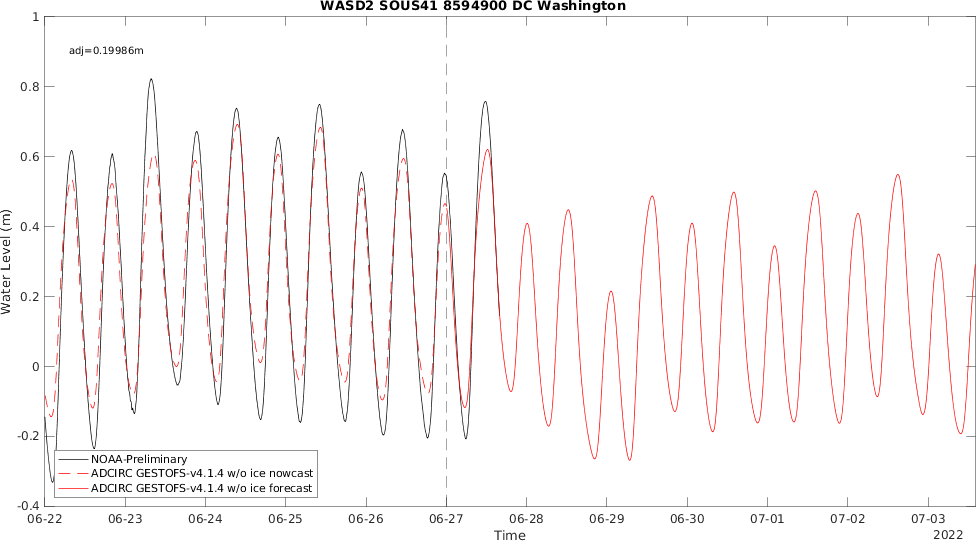 WASD2 SOUS41 8594900 DC Washington
adj=0.19986m
1
0.8
0.6
0.4
0.2
0
-0.2
-0.4
Water Level (m)
NOAA-Preliminary
ADCIRC GESTOFS-v4.1.4 w/o ice nowcast
ADCIRC GESTOFS-v4.1.4 w/o ice forecast
06-22 06-23 06-24 06-25 06-26 06-27 06-28 06-29 06-30 07-01 07-02 07-03
Time
2022